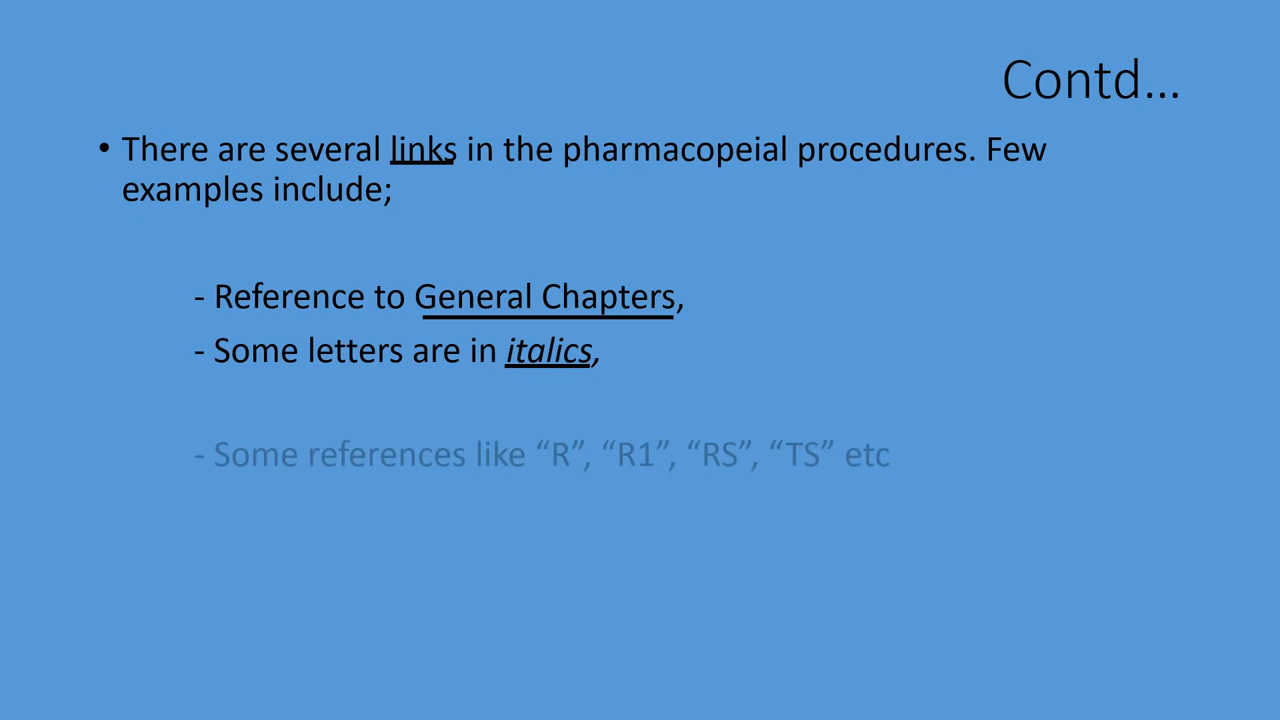 Contd…
• There are several links in the pharmacopeial procedures. Few
examples include;
- Reference to General Chapters,
- Some letters are in italics,
- Some references like “R”, “R1”, “RS”, “TS” etc